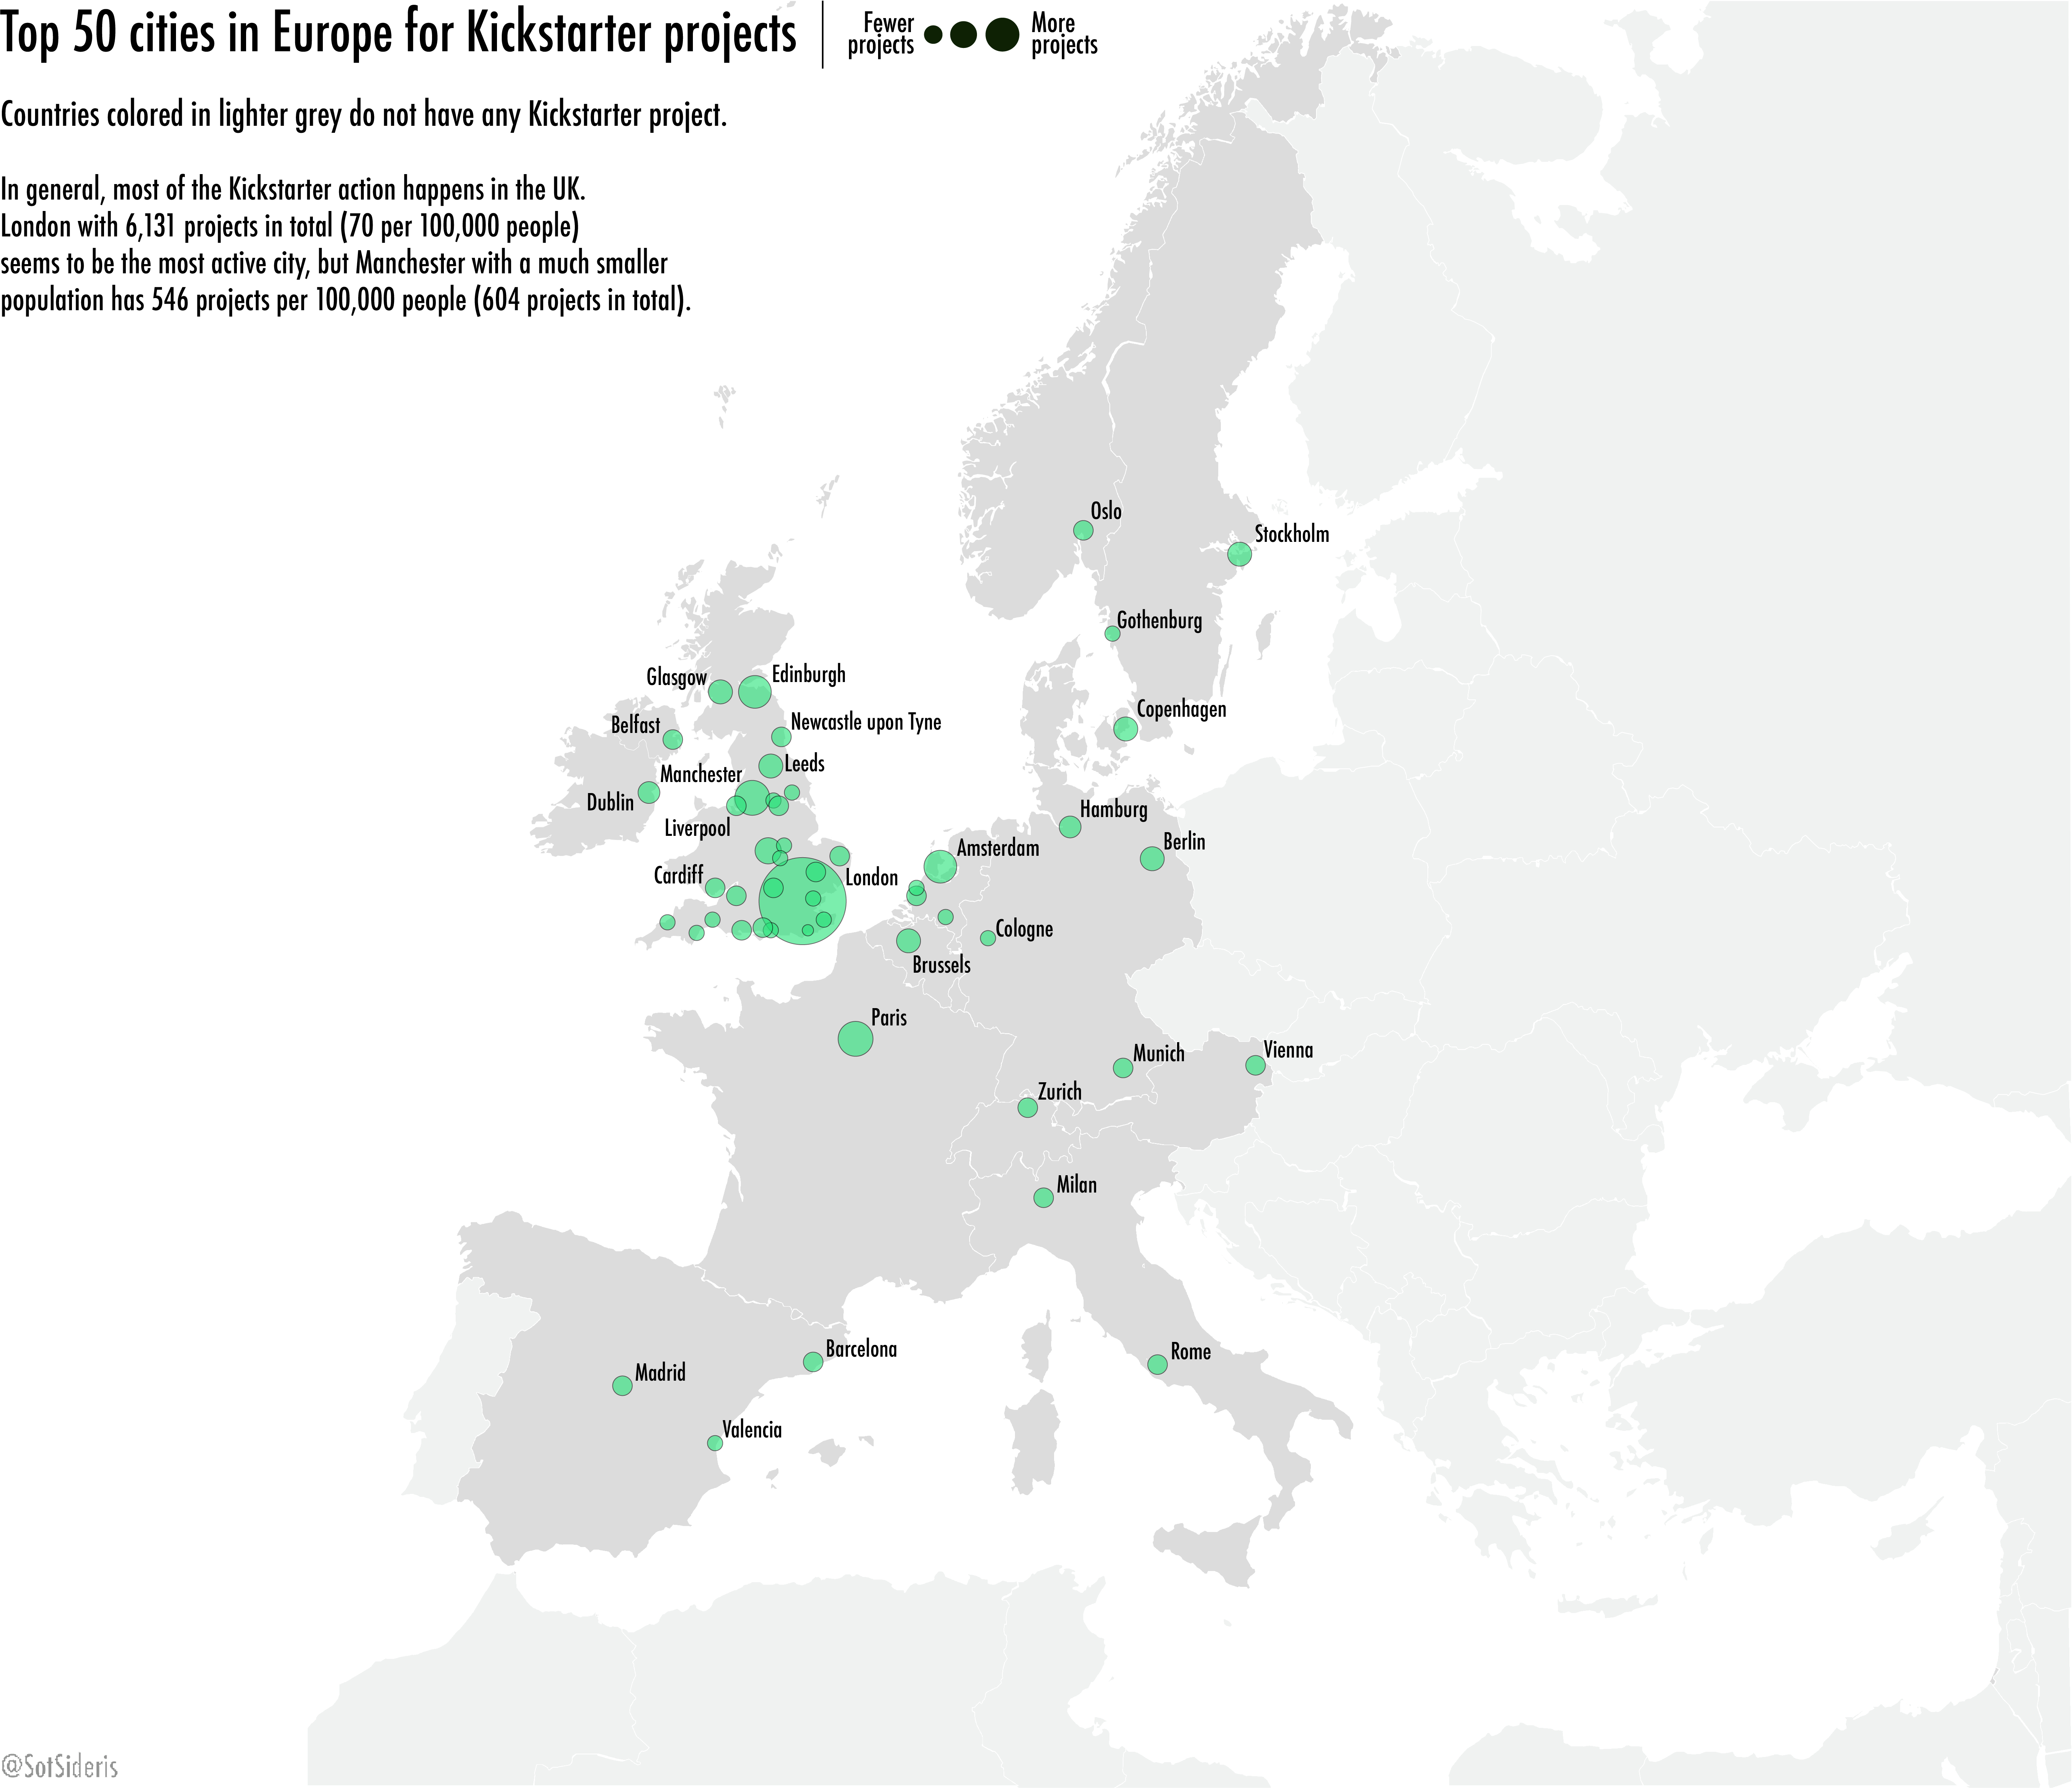 Top 50 cities in Europe for Kickstarter projects
Fewer
projects
More
projects
Countries colored in lighter grey do not have any Kickstarter project.
In general, most of the Kickstarter action happens in the UK.
London with 6,131 projects in total (70 per 100,000 people)
seems to be the most active city, but Manchester with a much smaller
population has 546 projects per 100,000 people (604 projects in total).
Oslo
Stockholm
Gothenburg
Glasgow
Edinburgh
Copenhagen
Belfast
Newcastle upon Tyne
Manchester
Leeds
Dublin
Hamburg
Liverpool
Berlin
Amsterdam
Cardiff
London
Cologne
Brussels
Paris
Munich
Vienna
Zurich
Milan
Barcelona
Rome
Madrid
Valencia
@SotSideris